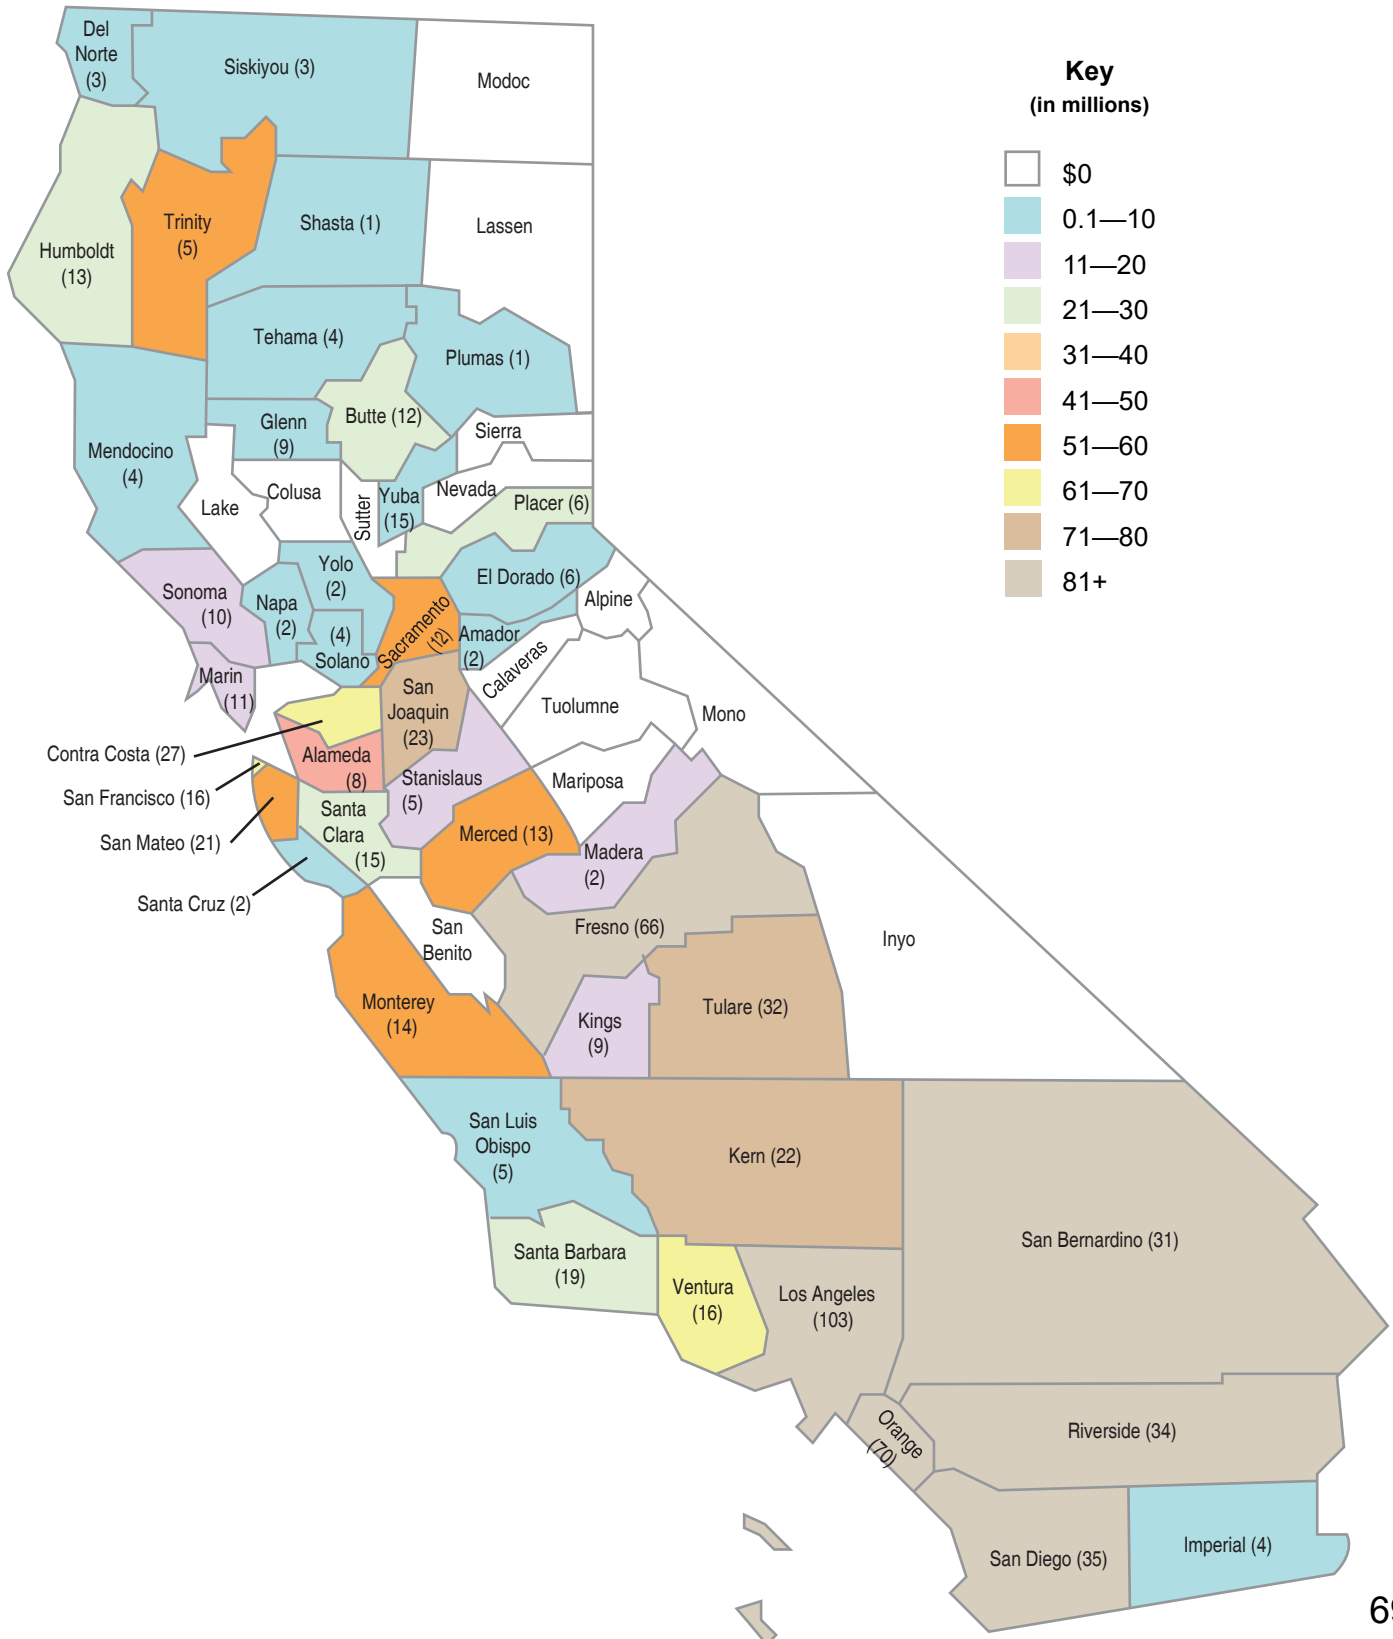 Key
(in millions)
$0
0.1—10
11—20
21—30
31—40
41—50
51—60
61—70
71—80
81+
Del
Norte
(3)
Siskiyou (3)
Modoc
Humboldt
(13)
Trinity
(5)
Shasta (1)
Lassen
Tehama (4)
Plumas (1)
Mendocino
(4)
Glenn
(9)
Butte (12)
Sierra
Lake
Colusa
Sutter
Yuba
(15)
Nevada
Placer (6)
Sonoma
(10)
Napa
(2)
Yolo
(2)
(4)
Solano
Sacramento
(12)
El Dorado (6)
Amador
(2)
Alpine
Calaveras
Marin
(11)
Contra Costa (27)
San
Joaquin
(23)
Tuolumne
Mono
Alameda
(8)
Stanislaus
(5)
Mariposa
San Francisco (16)
San Mateo (21)
Santa
Clara
(15)
Merced (13)
Madera
(2)
Santa Cruz (2)
San
Benito
Fresno (66)
Inyo
Monterey
(14)
Kings
(9)
Tulare (32)
San Luis
Obispo
(5)
Kern (22)
San Bernardino (31)
Santa Barbara
(19)
Ventura
(16)
Los Angeles
(103)
Orange
(70)
Riverside (34)
San Diego (35)
Imperial (4)